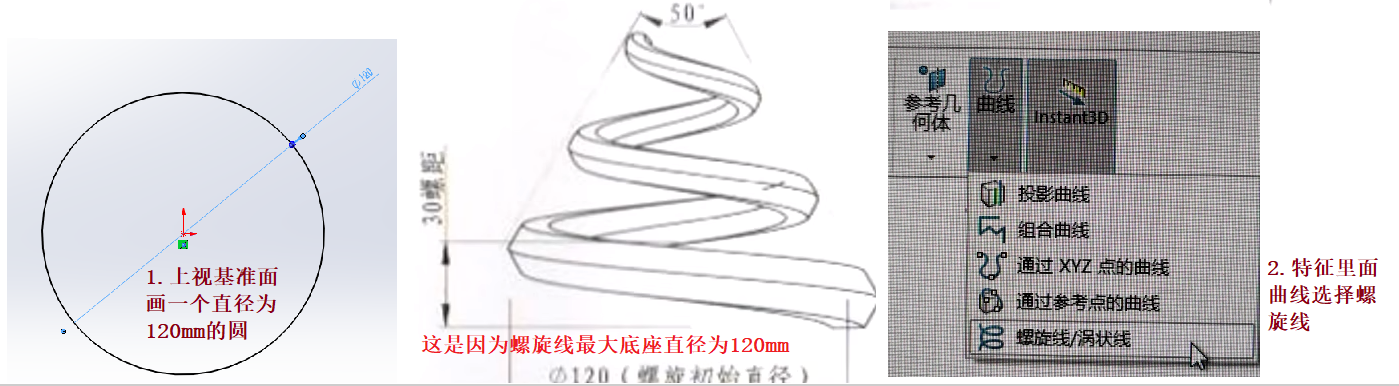 ∅120
1.上视基准面
画一个直径为
120mm的圆
50°
30螺距
这是因为螺旋线最大底座直径为120mm
∅120（螺旋初始直径）
参考几
何体
曲线
Instant3D
投影曲线
组合曲线
通过 XYZ 点的曲线
通过参考点的曲线
螺旋线/涡状线
2.特征里面
曲线选择螺
旋线